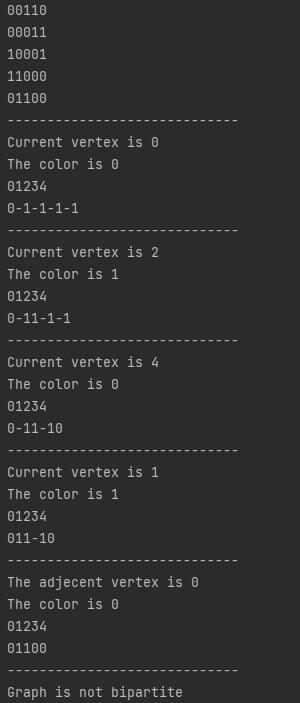 00110
00011
10001
11000
01100
-----------------------------
Current vertex is 0
The color is 0
01234
0-1-1-1-1
-----------------------------
Current vertex is 2
The color is 1
01234
0-11-1-1
-----------------------------
Current vertex is 4
The color is 0
01234
0-11-10
-----------------------------
Current vertex is 1
The color is 1
01234
011-10
-----------------------------
The adjecent vertex is 0
The color is 0
01234
01100
-----------------------------
Graph is not bipartite